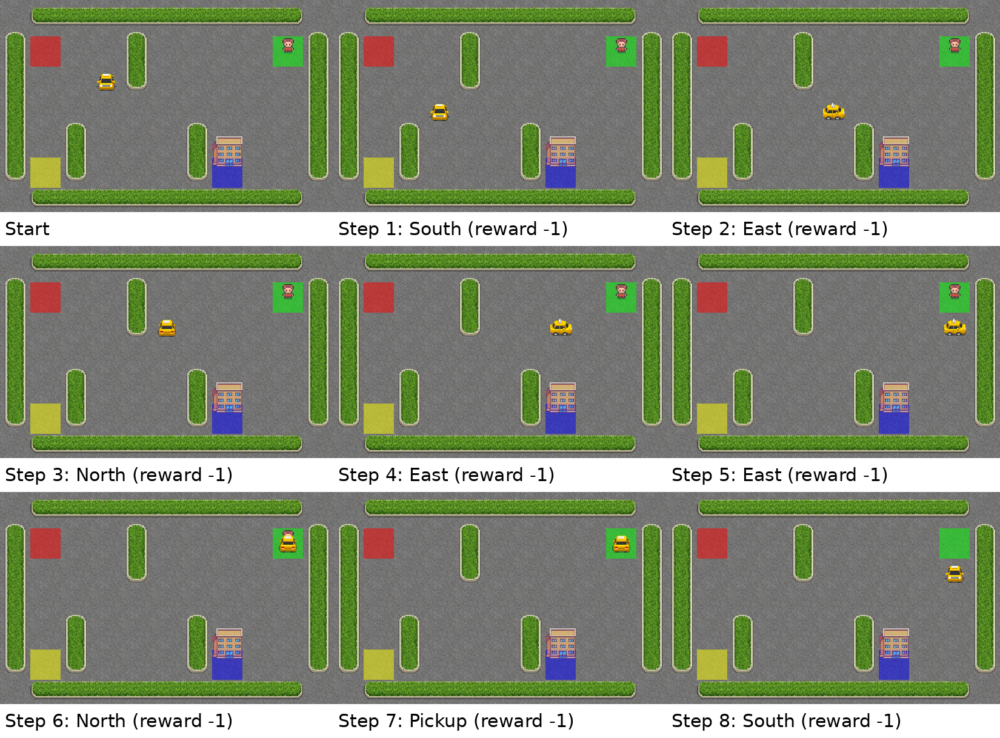 Start
Step 1: South (reward -1)
Step 2: East (reward -1)
Step 3: North (reward -1)
Step 4: East (reward -1)
Step 5: East (reward -1)
Step 6: North (reward -1)
Step 7: Pickup (reward -1)
Step 8: South (reward -1)